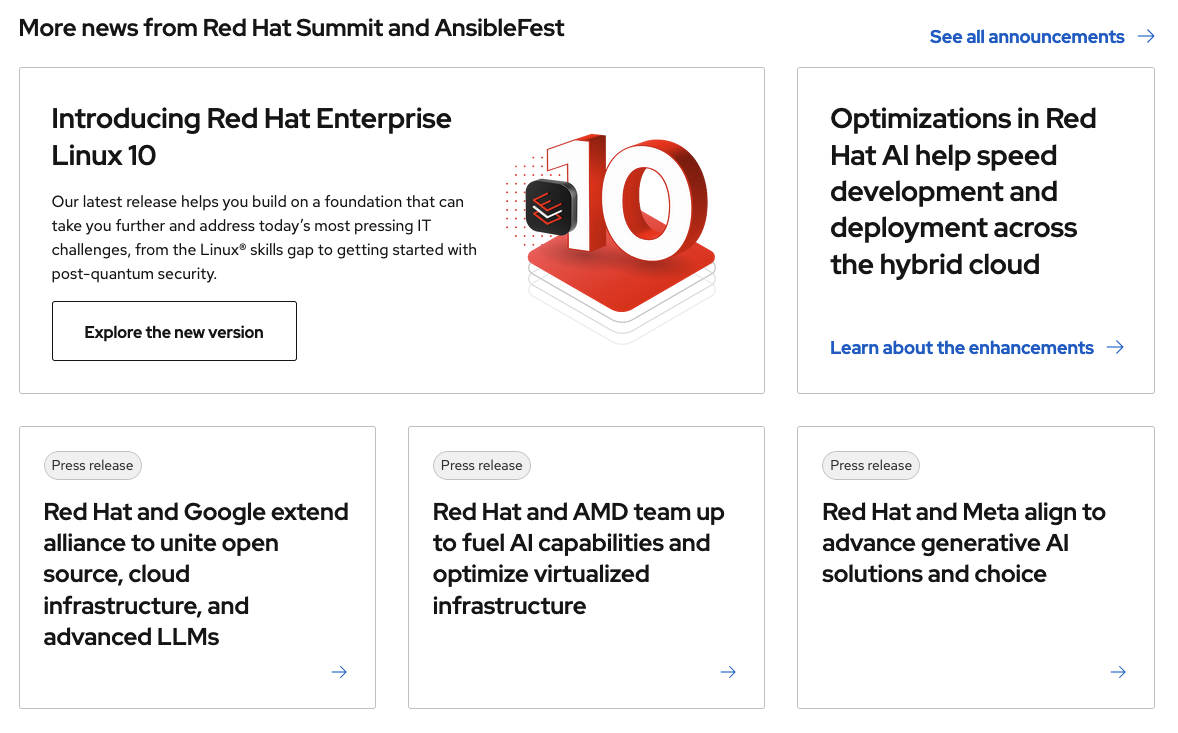 More news from Red Hat Summit and AnsibleFest
See all announcements
Introducing Red Hat Enterprise
Linux 10
Our latest release helps you build on a foundation that can
take you further and address today’s most pressing IT
challenges, from the Linux® skills gap to getting started with
post-quantum security.
Explore the new version
10
Optimizations in Red
Hat AI help speed
development and
deployment across
the hybrid cloud
Learn about the enhancements
Press release
Red Hat and Google extend
alliance to unite open
source, cloud
infrastructure, and
advanced LLMs
Press release
Red Hat and AMD team up
to fuel AI capabilities and
optimize virtualized
infrastructure
Press release
Red Hat and Meta align to
advance generative AI
solutions and choice